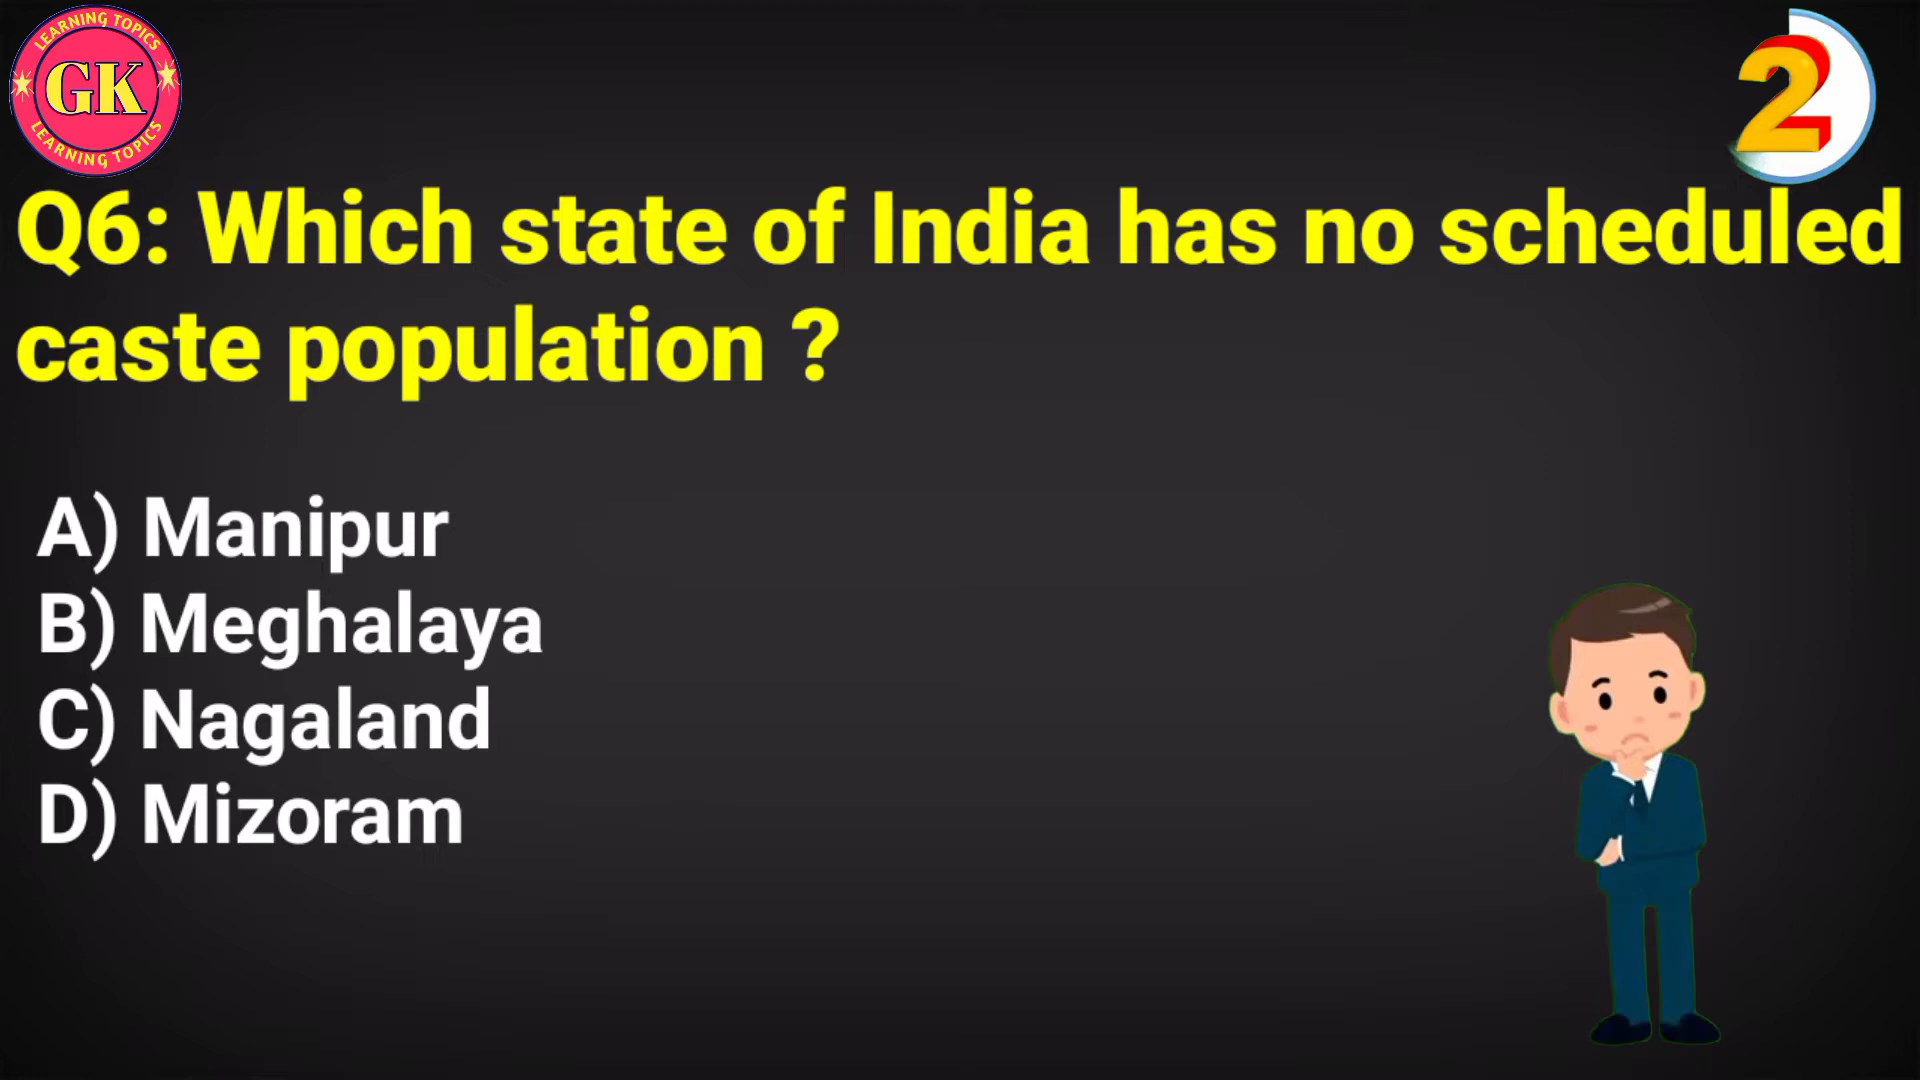 LEARNING TOPICS
GK
LEARNING TOPICS
2
Q6: Which state of India has no scheduled
caste population ?
A) Manipur
B) Meghalaya
C) Nagaland
D) Mizoram